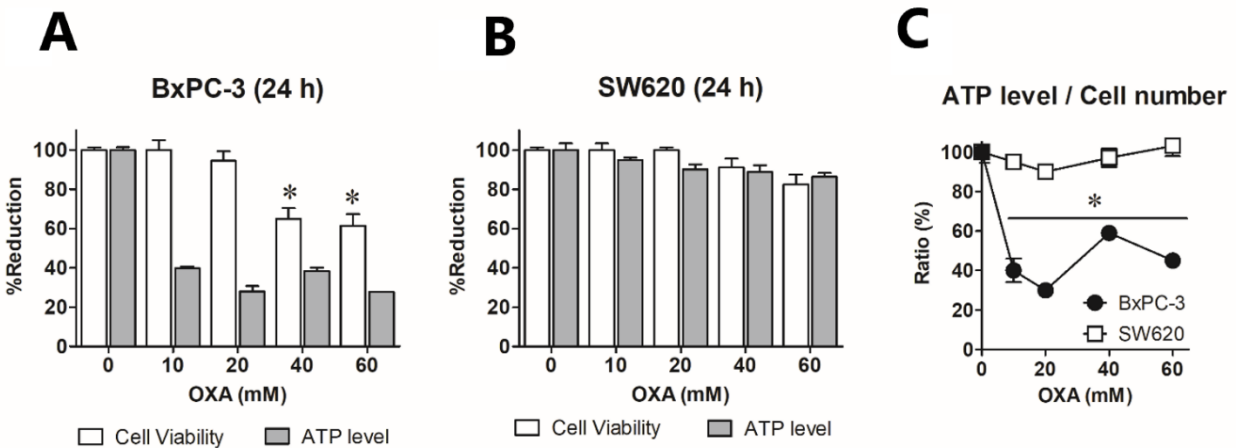 A
BxPC-3 (24 h)
%Reduction
100
80
60
40
20
0
* *
0 10 20 40 60
OXA (mM)
Cell Viability ATP level
B
SW620 (24 h)
%Reduction
100
80
60
40
20
0
0 10 20 40 60
OXA (mM)
Cell Viability ATP level
C
ATP level / Cell number
Ratio (%)
100
80
60
40
20
0
*
BxPC-3
SW620
0 20 40 60
OXA (mM)